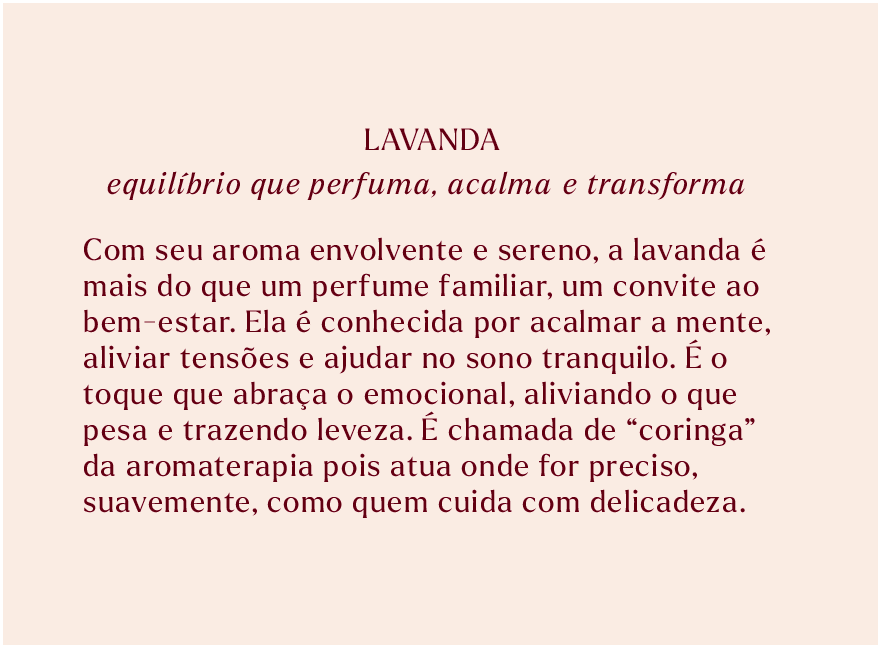 LAVANDA
equilíbrio que perfuma, acalma e transforma
Com seu aroma envolvente e sereno, a lavanda é
mais do que um perfume familiar, um convite ao
bem-estar. Ela é conhecida por acalmar a mente,
aliviar tensões e ajudar no sono tranquilo. É o
toque que abraça o emocional, aliviando o que
pesa e trazendo leveza. É chamada de “coringa”
da aromaterapia pois atua onde for preciso,
suavemente, como quem cuida com delicadeza.